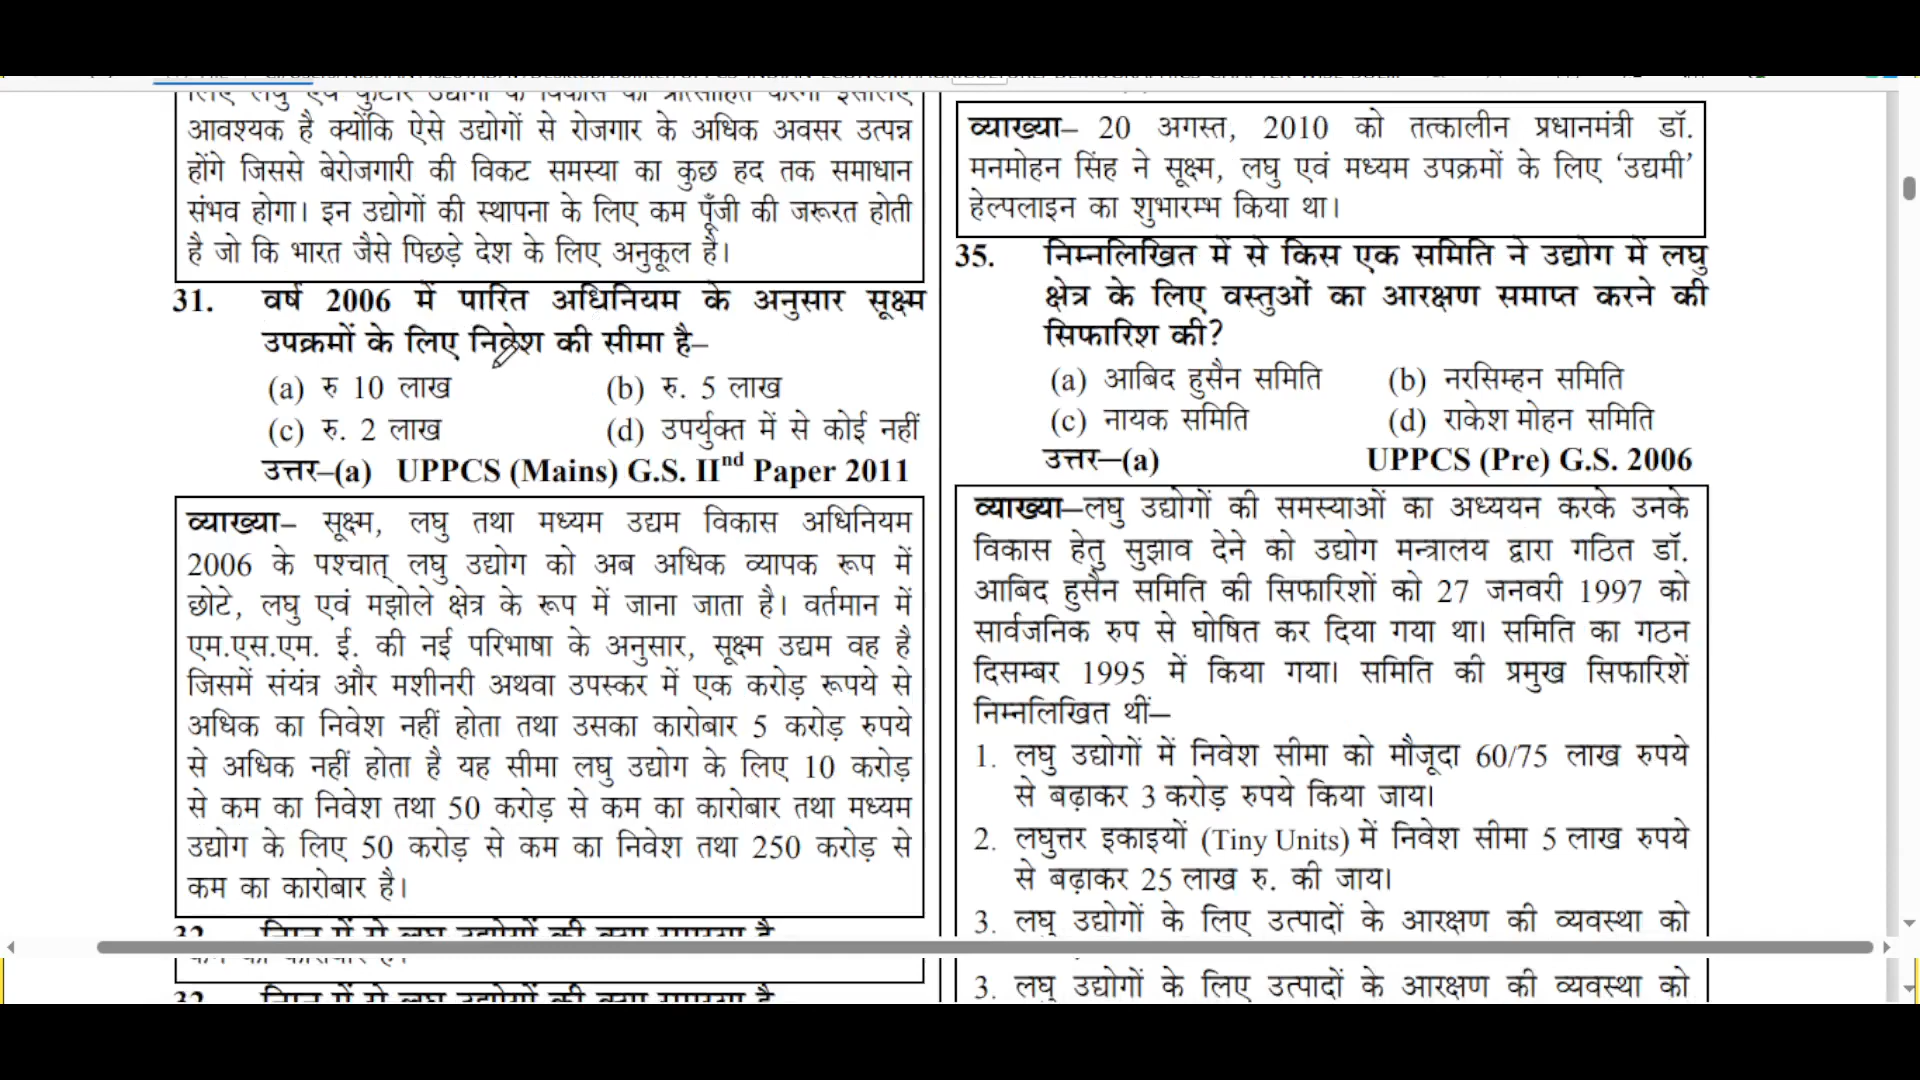 आवश्यक है क्योंकि ऐसे उद्योगों से रोजगार के अधिक अवसर उत्पन्न
होंगे जिससे बेरोजगारी की विकट समस्या का कुछ हद तक समाधान
संभव होगा। इन उद्योगों की स्थापना के लिए कम पूँजी की जरूरत होती
है जो कि भारत जैसे पिछड़े देश के लिए अनुकूल है।
31. वर्ष 2006 में पारित अधिनियम के अनुसार सूक्ष्म
उपक्रमों के लिए निवेश की सीमा है–
(a) रु 10 लाख (b) रु. 5 लाख
(c) रु. 2 लाख (d) उपर्युक्त में से कोई नहीं
उत्तर–(a) UPPCS (Mains) G.S. IInd Paper 2011
व्याख्या– सूक्ष्म, लघु तथा मध्यम उद्यम विकास अधिनियम
2006 के पश्चात् लघु उद्योग को अब अधिक व्यापक रूप में
छोटे, लघु एवं मझोले क्षेत्र के रूप में जाना जाता है। वर्तमान में
एम.एस.एम. ई. की नई परिभाषा के अनुसार, सूक्ष्म उद्यम वह है
जिसमें संयंत्र और मशीनरी अथवा उपस्कर में एक करोड़ रूपये से
अधिक का निवेश नहीं होता तथा उसका कारोबार 5 करोड़ रुपये
से अधिक नहीं होता है यह सीमा लघु उद्योग के लिए 10 करोड़
से कम का निवेश तथा 50 करोड़ से कम का कारोबार तथा मध्यम
उद्योग के लिए 50 करोड़ से कम का निवेश तथा 250 करोड़ से
कम का कारोबार है।
व्याख्या– 20 अगस्त, 2010 को तत्कालीन प्रधानमंत्री डॉ.
मनमोहन सिंह ने सूक्ष्म, लघु एवं मध्यम उपक्रमों के लिए ‘उद्यमी’
हेल्पलाइन का शुभारम्भ किया था।
35. निम्नलिखित में से किस एक समिति ने उद्योग में लघु
क्षेत्र के लिए वस्तुओं का आरक्षण समाप्त करने की
सिफारिश की?
(a) आबिद हुसैन समिति (b) नरसिम्हन समिति
(c) नायक समिति (d) राकेश मोहन समिति
उत्तर–(a) UPPCS (Pre) G.S. 2006
व्याख्या–लघु उद्योगों की समस्याओं का अध्ययन करके उनके
विकास हेतु सुझाव देने को उद्योग मन्त्रालय द्वारा गठित डॉ.
आबिद हुसैन समिति की सिफारिशों को 27 जनवरी 1997 को
सार्वजनिक रुप से घोषित कर दिया गया था। समिति का गठन
दिसम्बर 1995 में किया गया। समिति की प्रमुख सिफारिशें
निम्नलिखित थीं–
1. लघु उद्योगों में निवेश सीमा को मौजूदा 60/75 लाख रुपये
से बढ़ाकर 3 करोड़ रुपये किया जाय।
2. लघुत्तर इकाइयों (Tiny Units) में निवेश सीमा 5 लाख रुपये
से बढ़ाकर 25 लाख रु. की जाय।
3. लघु उद्योगों के लिए उत्पादों के आरक्षण की व्यवस्था को
3. लघु उद्योगों के लिए उत्पादों के आरक्षण की व्यवस्था को